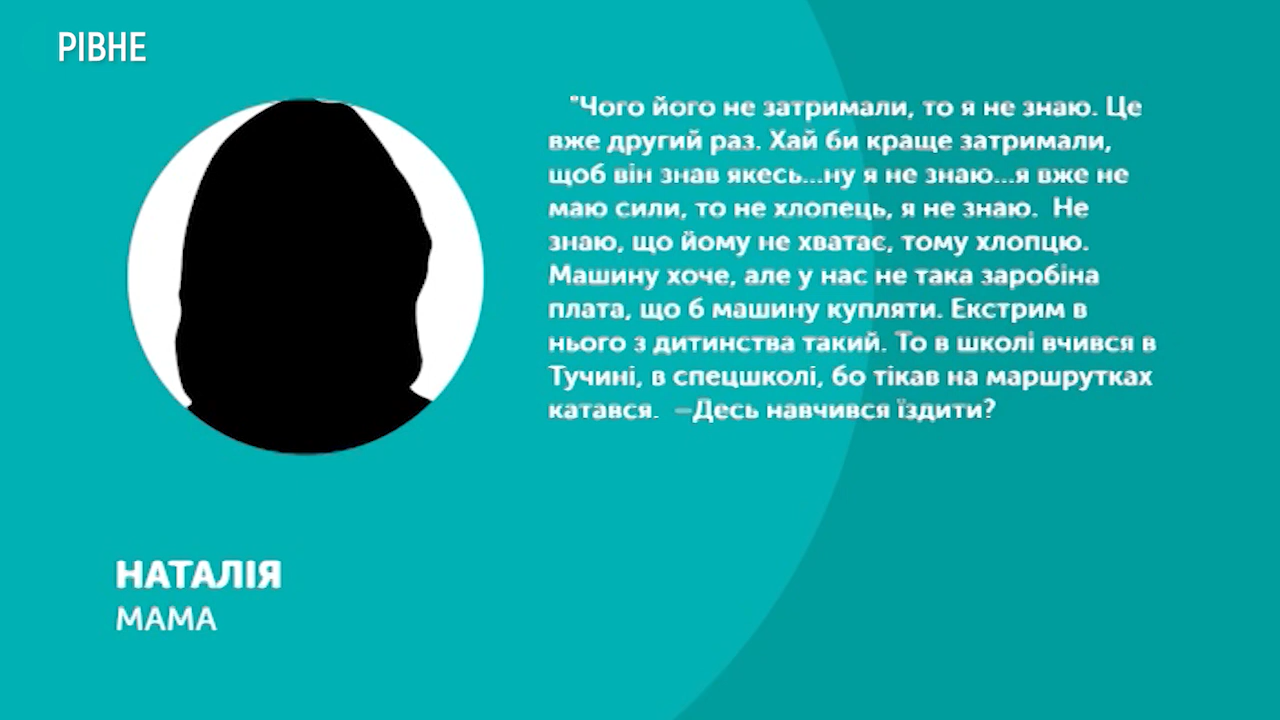 РІВНЕ
"Чого його не затримали, то я не знаю. Це
вже другий раз. Хай би краще затримали,
щоб він знав якесь...ну я не знаю...я вже не
маю сили, то не хлопець, я не знаю.  Не
знаю, що йому не хватає, тому хлопцю.
Машину хоче, але у нас не така заробіна
плата, що б машину купляти. Екстрим в
нього з дитинства такий. То в школі вчився в
Тучині, в спецшколі, бо тікав на маршрутках
катався.  –Десь навчився їздити?
НАТАЛІЯ
МАМА